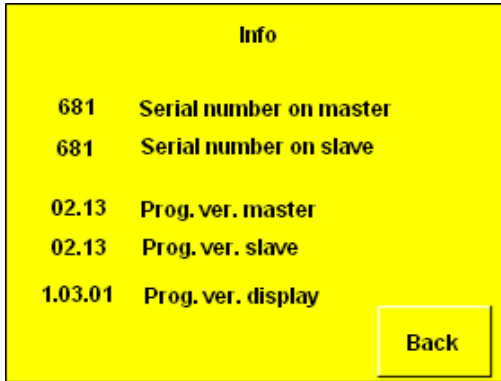 Info
681 Serial number on master
681 Serial number on slave
02.13 Prog. ver. master
02.13 Prog. ver. slave
1.03.01 Prog. ver. display
Back